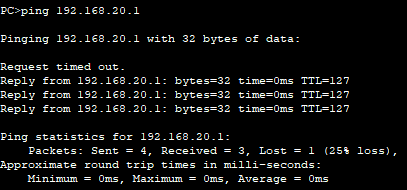 PC>ping 192.168.20.1
Pinging 192.168.20.1 with 32 bytes of data:
Request timed out.
Reply from 192.168.20.1: bytes=32 time=0ms TTL=127
Reply from 192.168.20.1: bytes=32 time=0ms TTL=127
Reply from 192.168.20.1: bytes=32 time=0ms TTL=127
Ping statistics for 192.168.20.1:
Packets: Sent = 4, Received = 3, Lost = 1 (25% loss),
Approximate round trip times in milli-seconds:
Minimum = 0ms, Maximum = 0ms, Average = 0ms